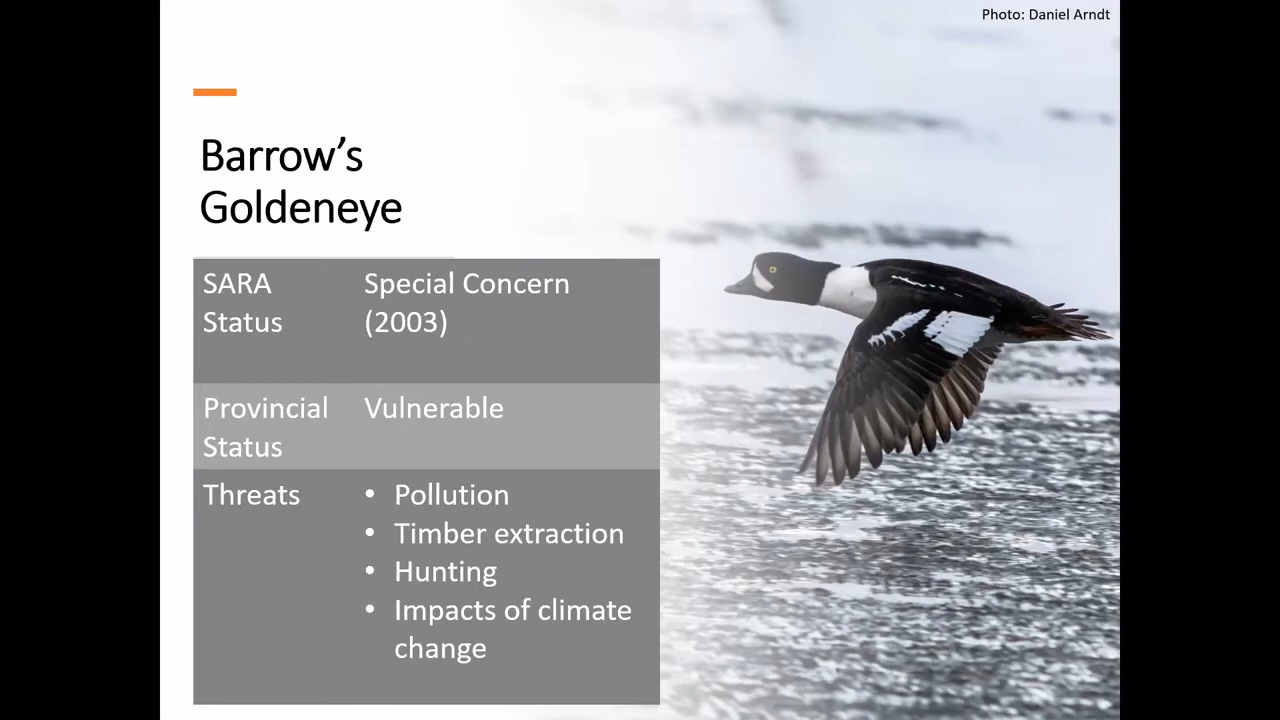 Photo: Daniel Arndt
Barrow’s
Goldeneye
SARA
Status
Special Concern
(2003)
Provincial
Status
Vulnerable
Threats
• Pollution
• Timber extraction
• Hunting
• Impacts of climate
change